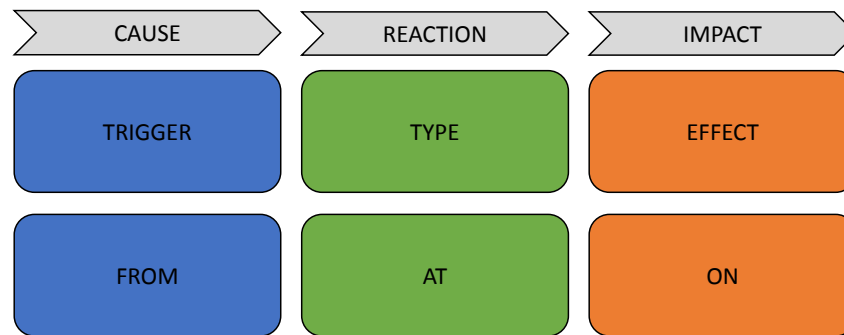 CAUSE
REACTION
IMPACT
TRIGGER
TYPE
EFFECT
FROM
AT
ON